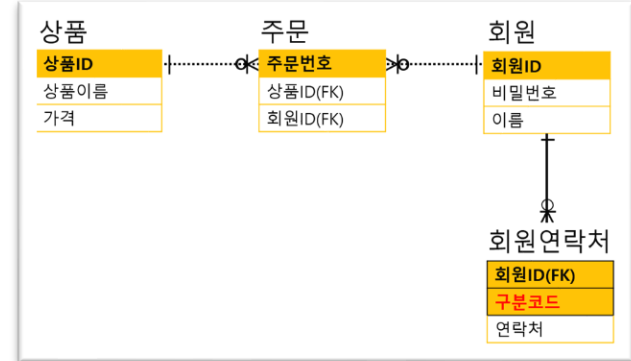 상품
상품ID
상품이름
가격
주문
주문번호
상품ID(FK)
회원ID(FK)
회원
회원ID
비밀번호
이름
회원연락처
회원ID(FK)
구분코드
연락처